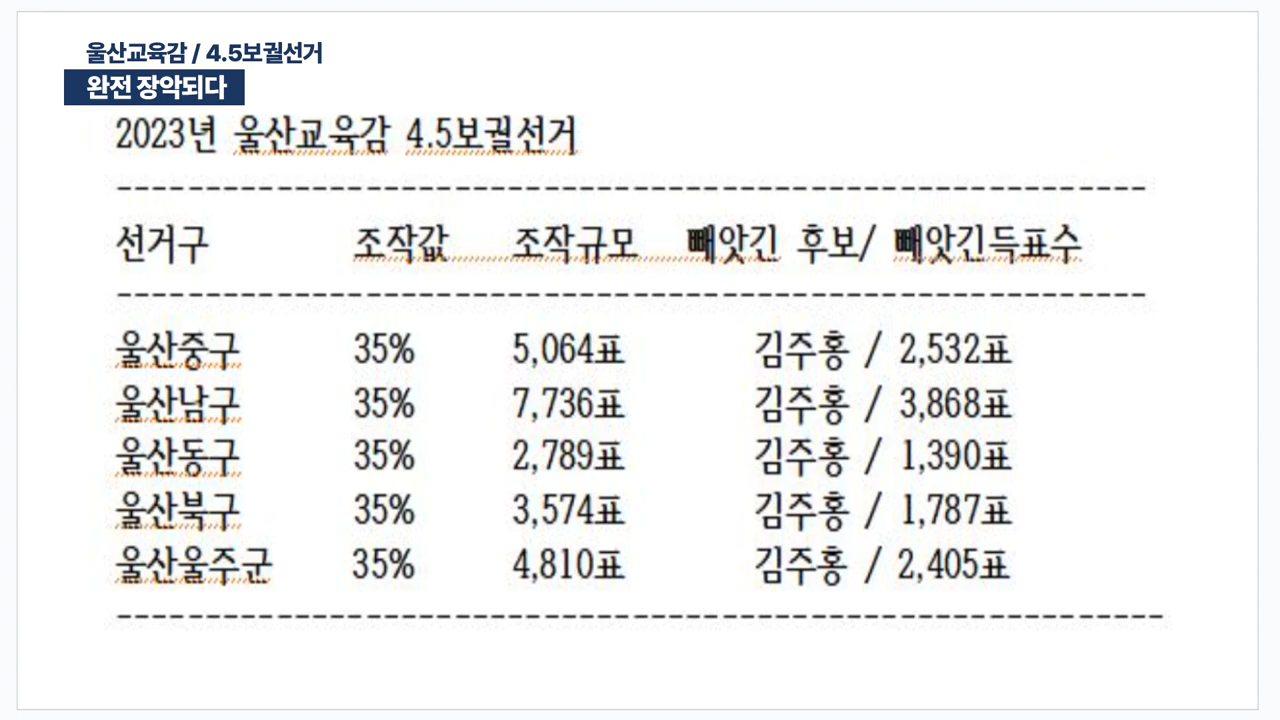 울산교육감 / 4.5보궐선거
완전 장악되다
2023년 울산교육감 4.5보궐선거
선거구 조작값 조작규모 빼앗긴 후보/ 빼앗긴득표수
울산중구 35% 5,064표 김주홍 / 2,532표
울산남구 35% 7,736표 김주홍 / 3,868표
울산동구 35% 2,789표 김주홍 / 1,390표
울산북구 35% 3,574표 김주홍 / 1,787표
울산울주군 35% 4,810표 김주홍 / 2,405표